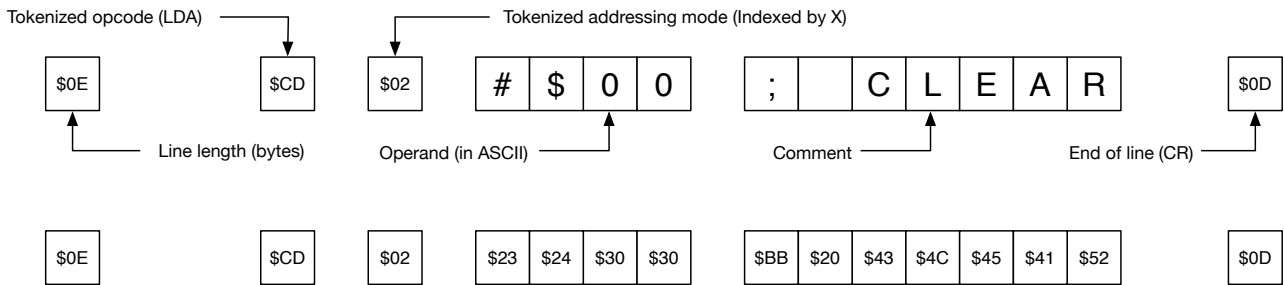 Tokenized opcode (LDA) Tokenized addressing mode (Indexed by X)
$0E $CD $02 # $ 0 0 ; C L E A R $0D
Line length (bytes) Operand (in ASCII) Comment End of line (CR)
$0E $CD $02 $23 $24 $30 $30 $BB $20 $43 $4C $45 $41 $52 $0D